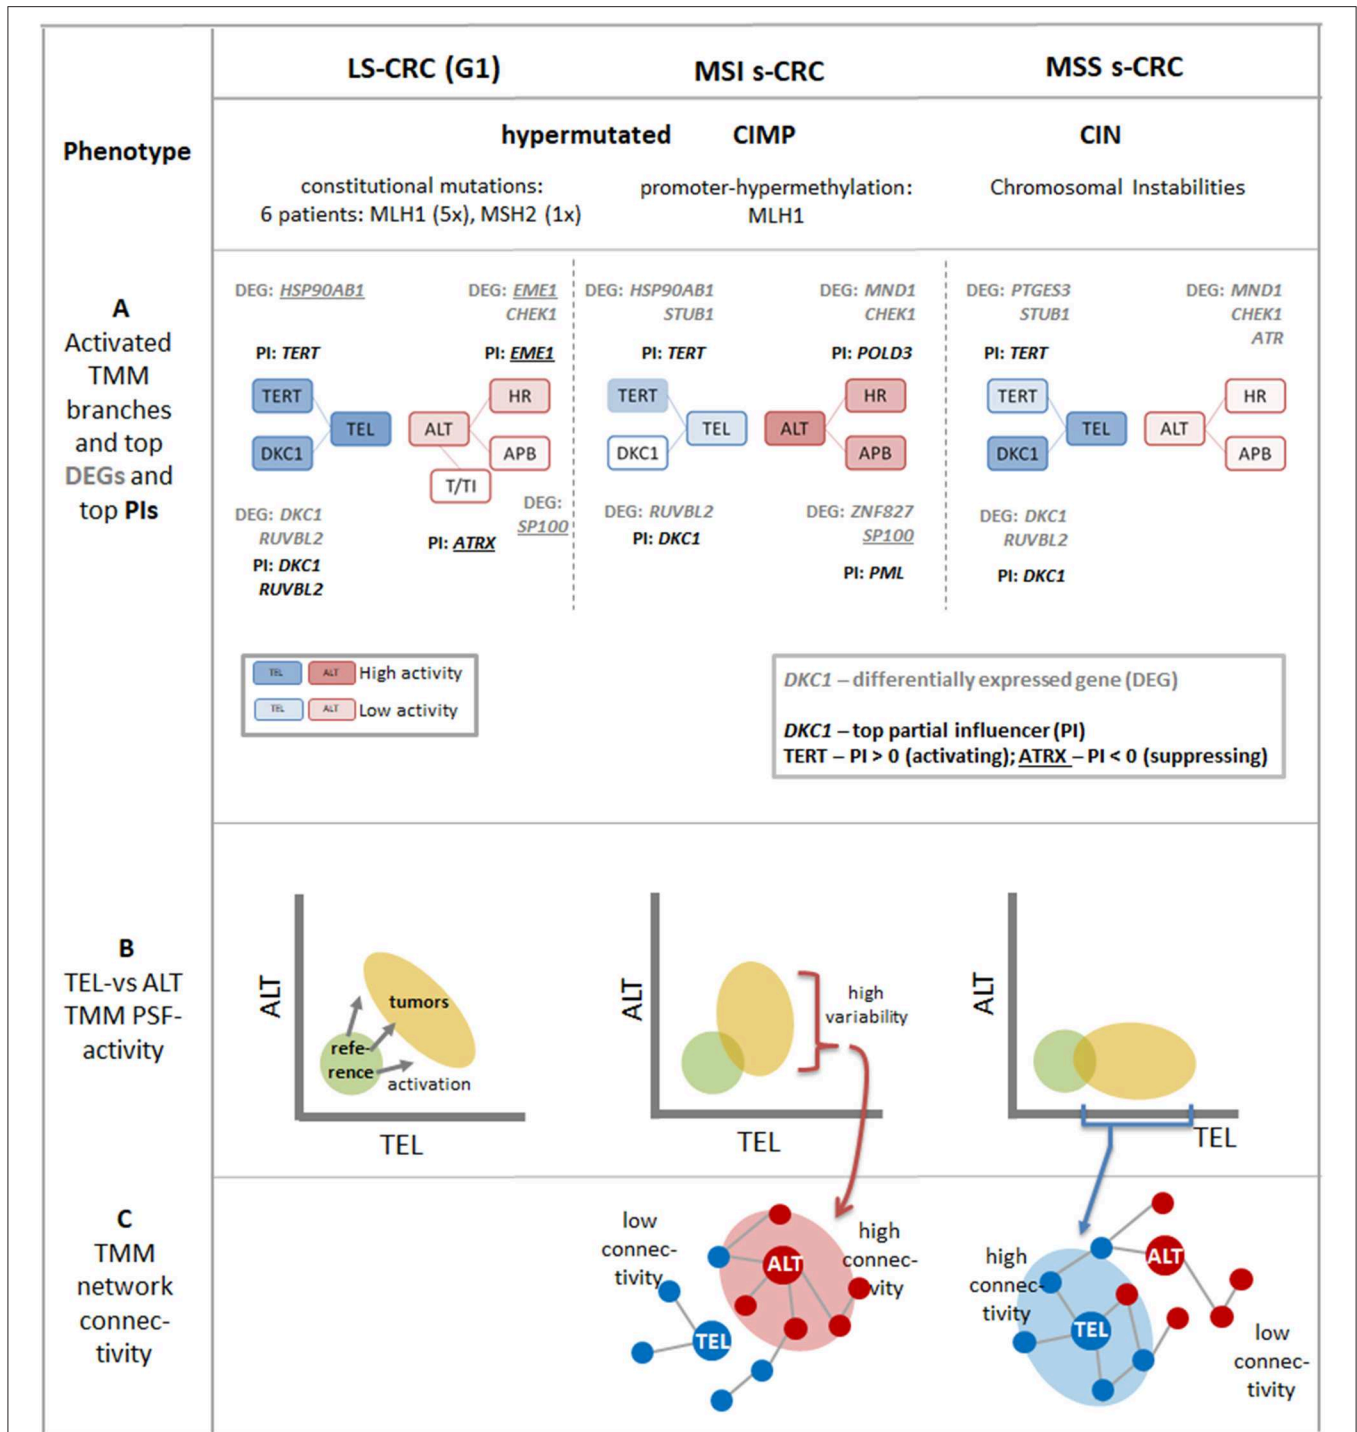 LS-CRC (G1)
MSI s-CRC
MSS s-CRC
Phenotype
hypermutated
CIMP
CIN
constitutional mutations:
6 patients: MLH1 (5x), MSH2 (1x)
promoter-hypermethylation:
MLH1
Chromosomal Instabilities
A
Activated
TMM
branches
and top
DEGs and
top PIs
DEG: HSP90AB1
DEG: EME1
CHEK1
PI: TERT
PI: EME1
TERT
DKC1
TEL
ALT
HR
APB
T/TI
DEG: DKC1
RUVBL2
PI: DKC1
RUVBL2
DEG:
SP100
PI: ATRX
DEG: HSP90AB1
STUB1
DEG: MND1
CHEK1
PI: TERT
PI: POLD3
TERT
DKC1
TEL
ALT
HR
APB
DEG: RUVBL2
PI: DKC1
DEG: ZNF827
SP100
PI: PML
DEG: PTGES3
STUB1
DEG: MND1
CHEK1
ATR
PI: TERT
TERT
DKC1
TEL
ALT
HR
APB
DEG: DKC1
RUVBL2
PI: DKC1
TEL ALT High activity
TEL ALT Low activity
DKC1 – differentially expressed gene (DEG)
DKC1 – top partial influencer (PI)
TERT – PI > 0 (activating); ATRX – PI < 0 (suppressing)
B
TEL-vs ALT
TMM PSF-
activity
ALT
tumors
refe-
rence
activation
TEL
ALT
high
variability
TEL
ALT
TEL
C
TMM
network
connec-
tivity
low
connec-
tivity
ALT
high
connec-
tivity
TEL
high
connec-
tivity
ALT
TEL
low
connec-
tivity